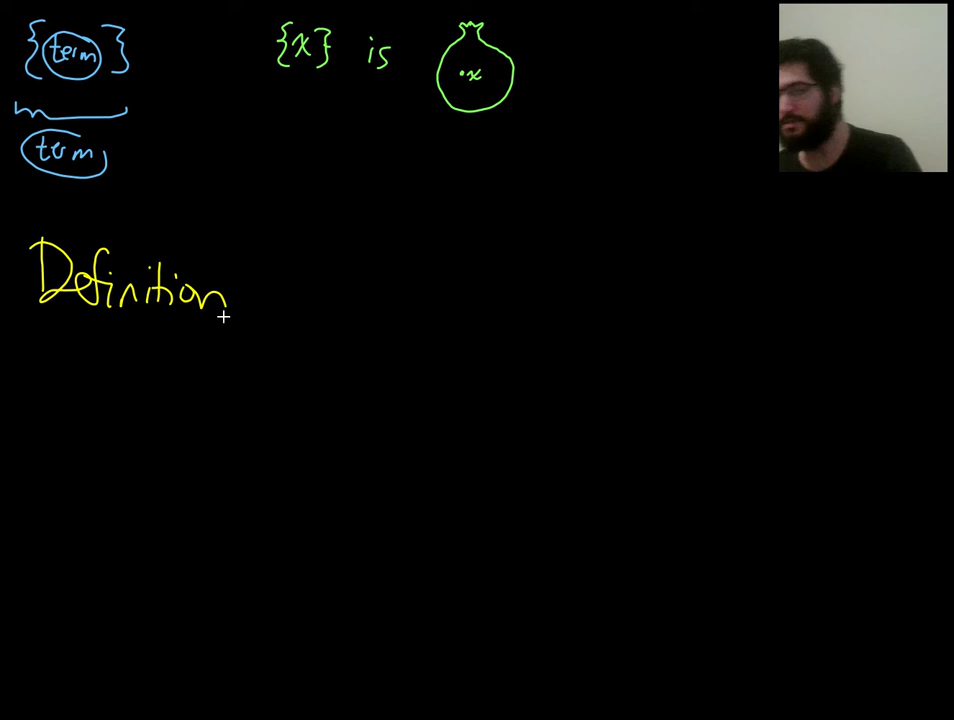 {term}
term
{x} is
x
Definition